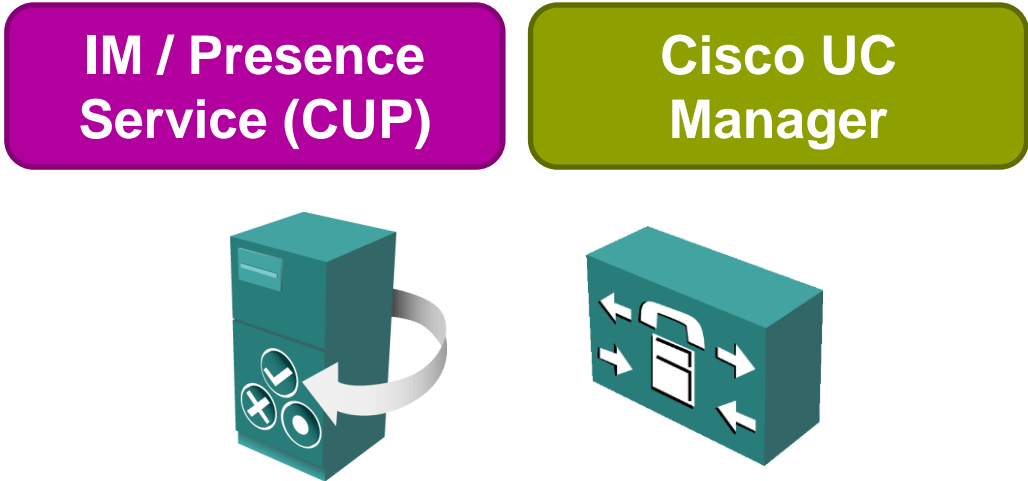 IM / Presence
Service (CUP)
Cisco UC
Manager